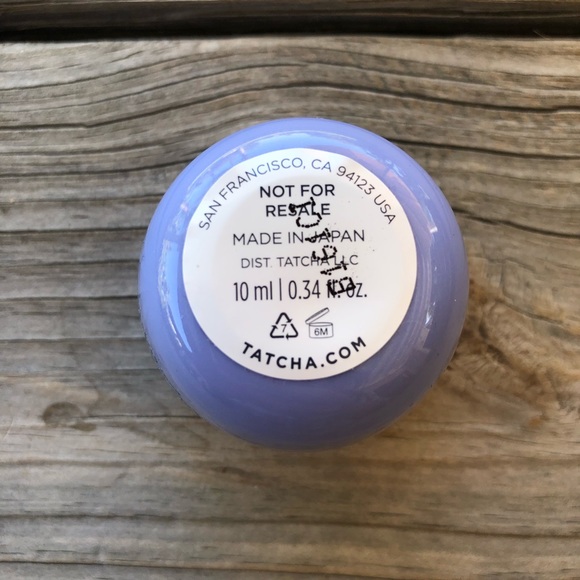 SAN FRANCISCO, CA 94123 USA
NOT FOR
RESALE
MADE IN JAPAN
DIST. TATCHA LLC
10 ml | 0.34 fl. oz.
7
6M
TATCHA.COM